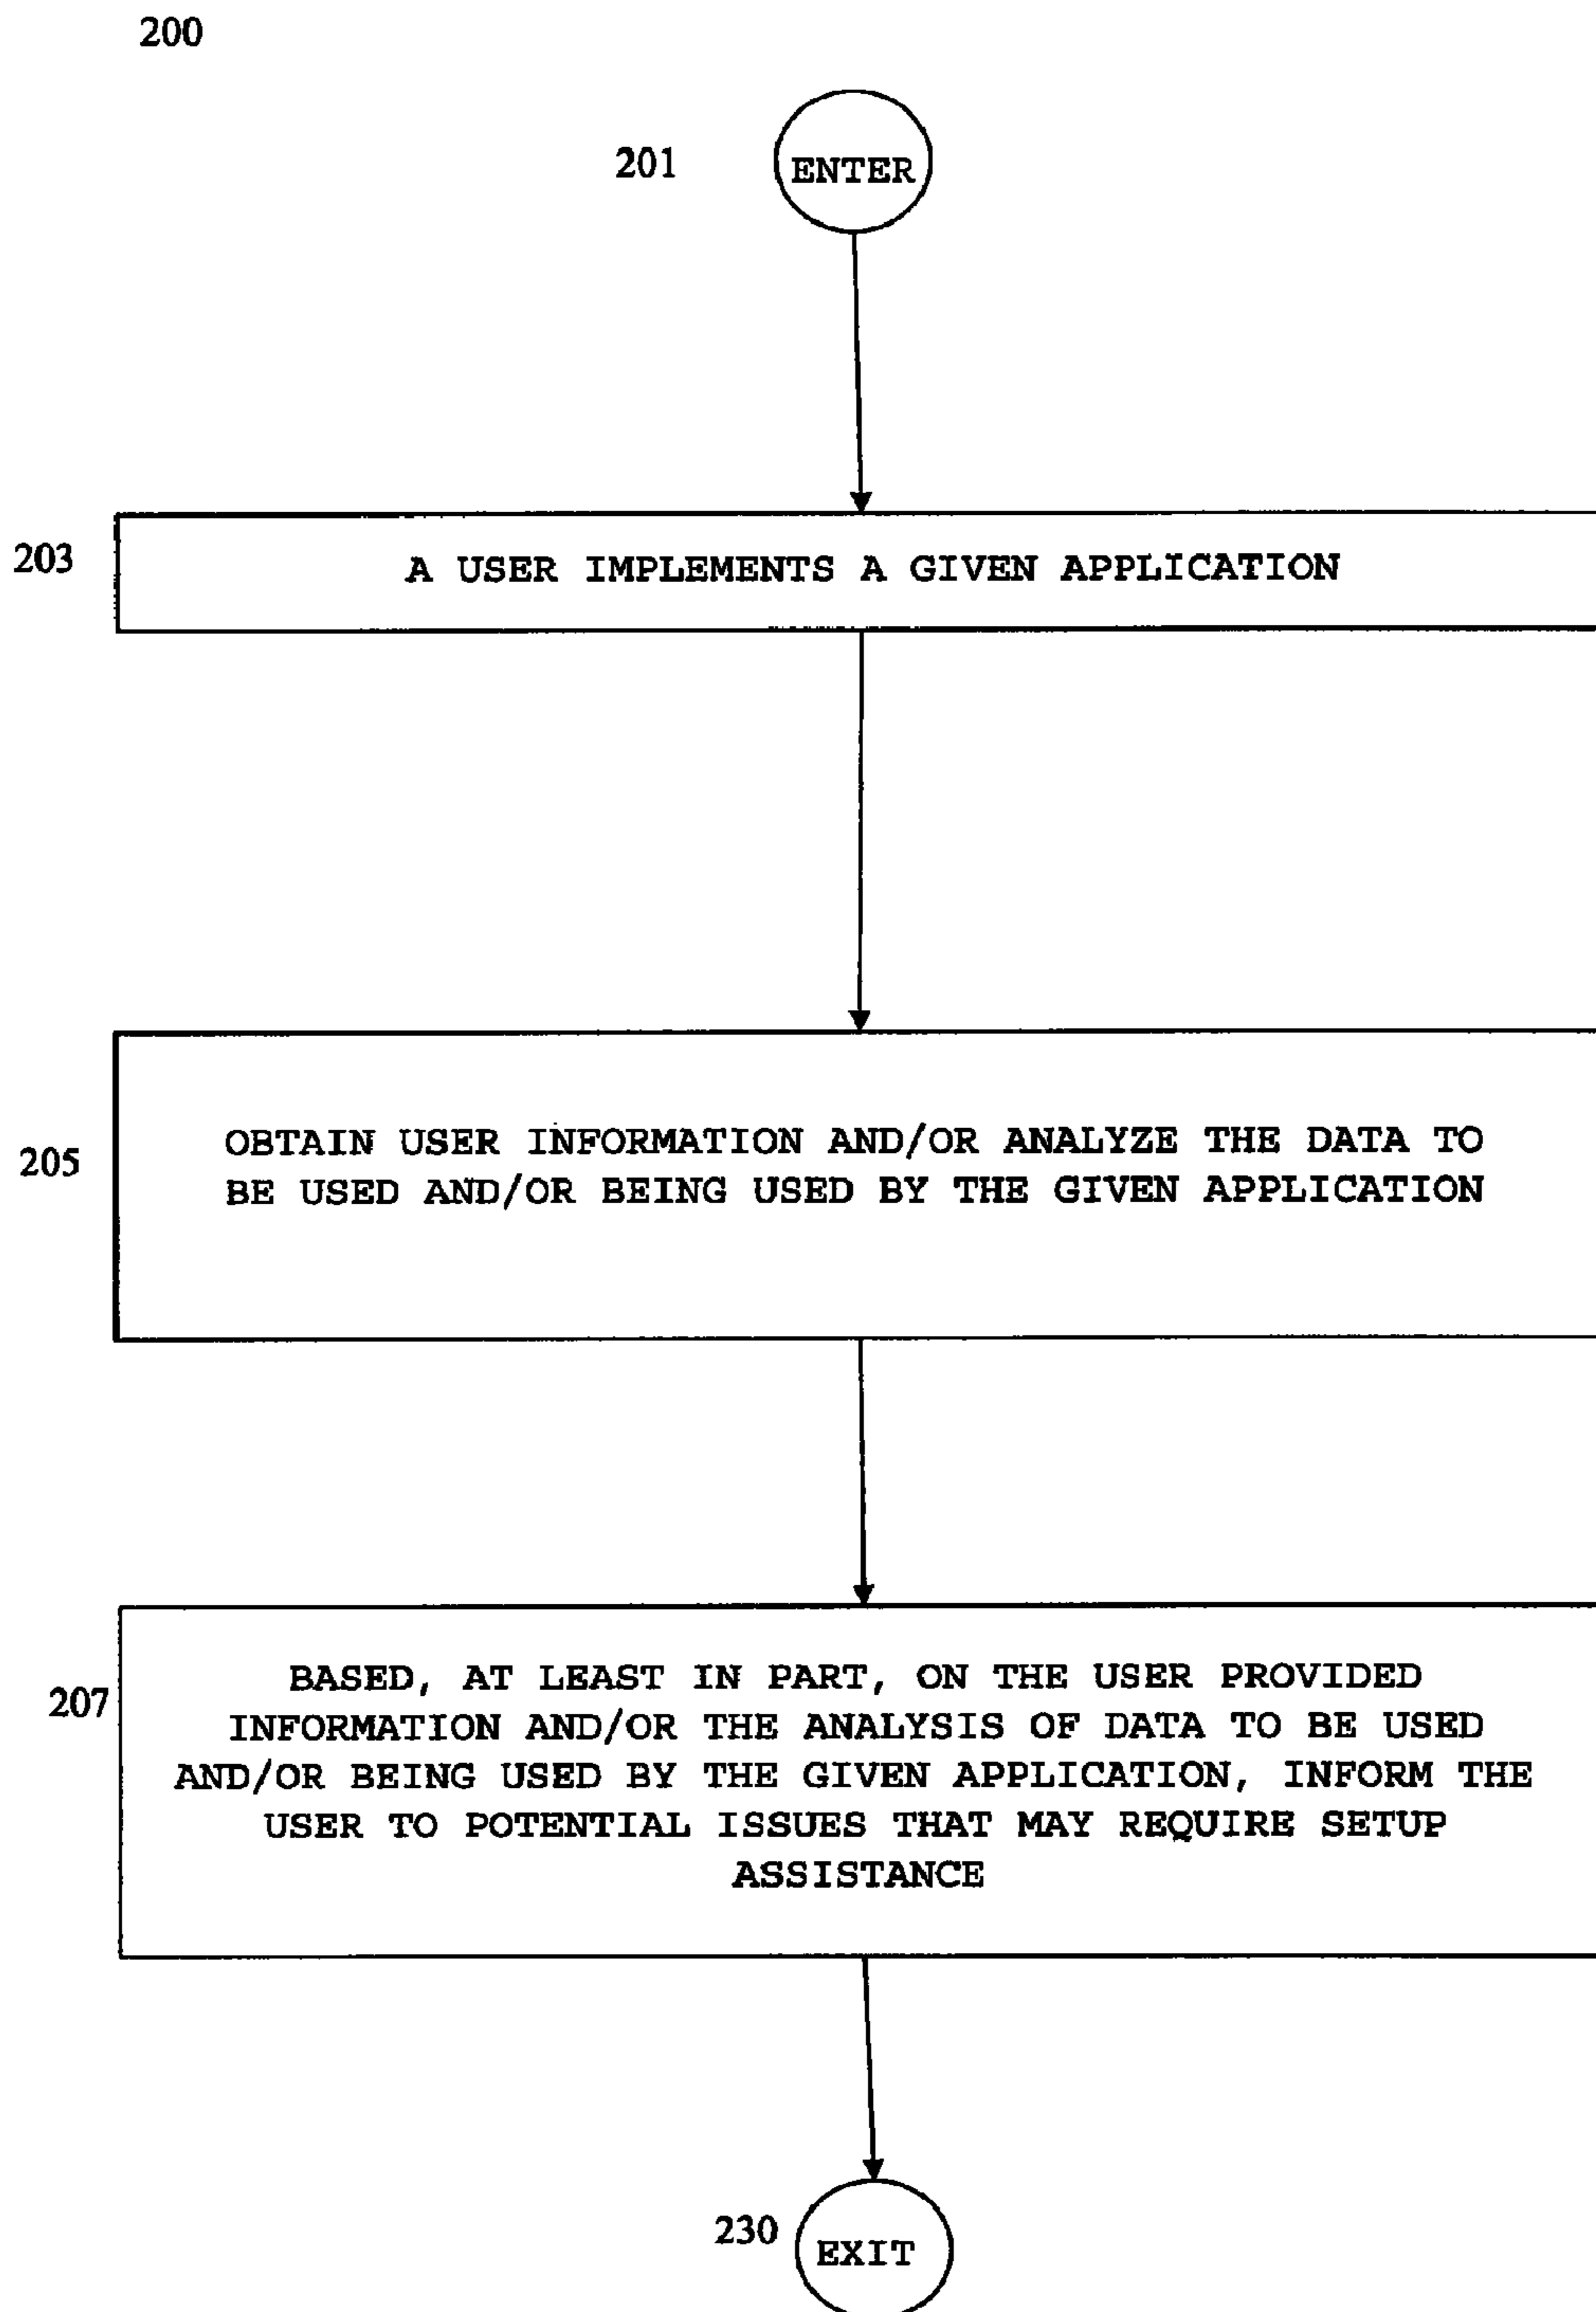 200
201
ENTER
203
A USER IMPLEMENTS A GIVEN APPLICATION
205
OBTAIN USER INFORMATION AND/OR ANALYZE THE DATA TO
BE USED AND/OR BEING USED BY THE GIVEN APPLICATION
207
BASED, AT LEAST IN PART, ON THE USER PROVIDED
INFORMATION AND/OR THE ANALYSIS OF DATA TO BE USED
AND/OR BEING USED BY THE GIVEN APPLICATION, INFORM THE
USER TO POTENTIAL ISSUES THAT MAY REQUIRE SETUP
ASSISTANCE
230
EXIT